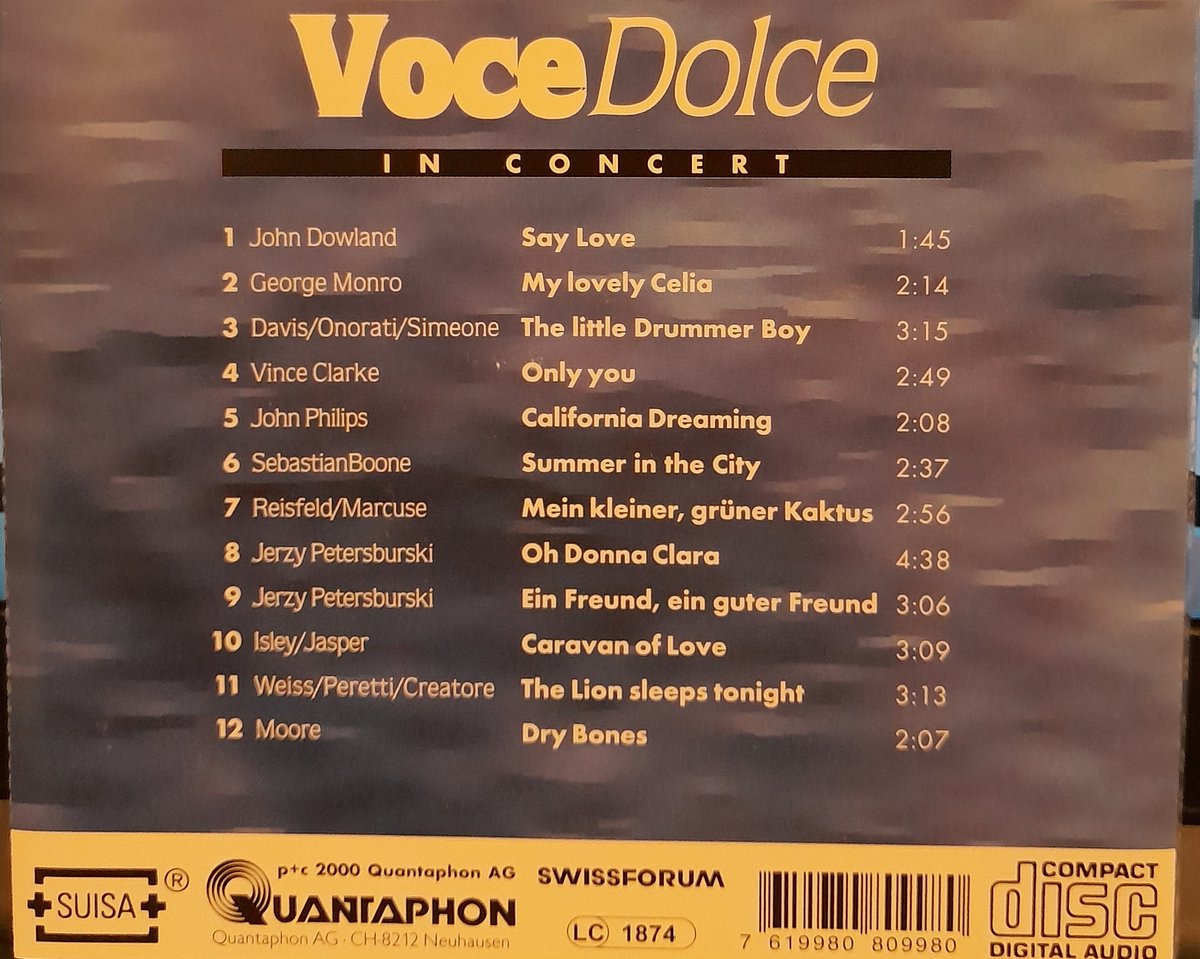 VoceDolce
IN CONCERT
1 John Dowland Say Love 1:45
2 George Monro My lovely Celia 2:14
3 Davis/Onorati/Simeone The little Drummer Boy 3:15
4 Vince Clarke Only you 2:49
5 John Philips California Dreaming 2:08
6 SebastianBoone Summer in the City 2:37
7 Reisfeld/Marcuse Mein kleiner, grüner Kaktus 2:56
8 Jerzy Petersburski Oh Donna Clara 4:38
9 Jerzy Petersburski Ein Freund, ein guter Freund 3:06
10 Isley/Jasper Caravan of Love 3:09
11 Weiss/Peretti/Creatore The Lion sleeps tonight 3:13
12 Moore Dry Bones 2:07
SUISA ®
p+c 2000 Quantaphon AG
QUANTAPHON
Quantaphon AG · CH-8212 Neuhausen
SWISSFORUM
LC 1874
7 619980 809980
COMPACT
disc
DIGITAL AUDIO